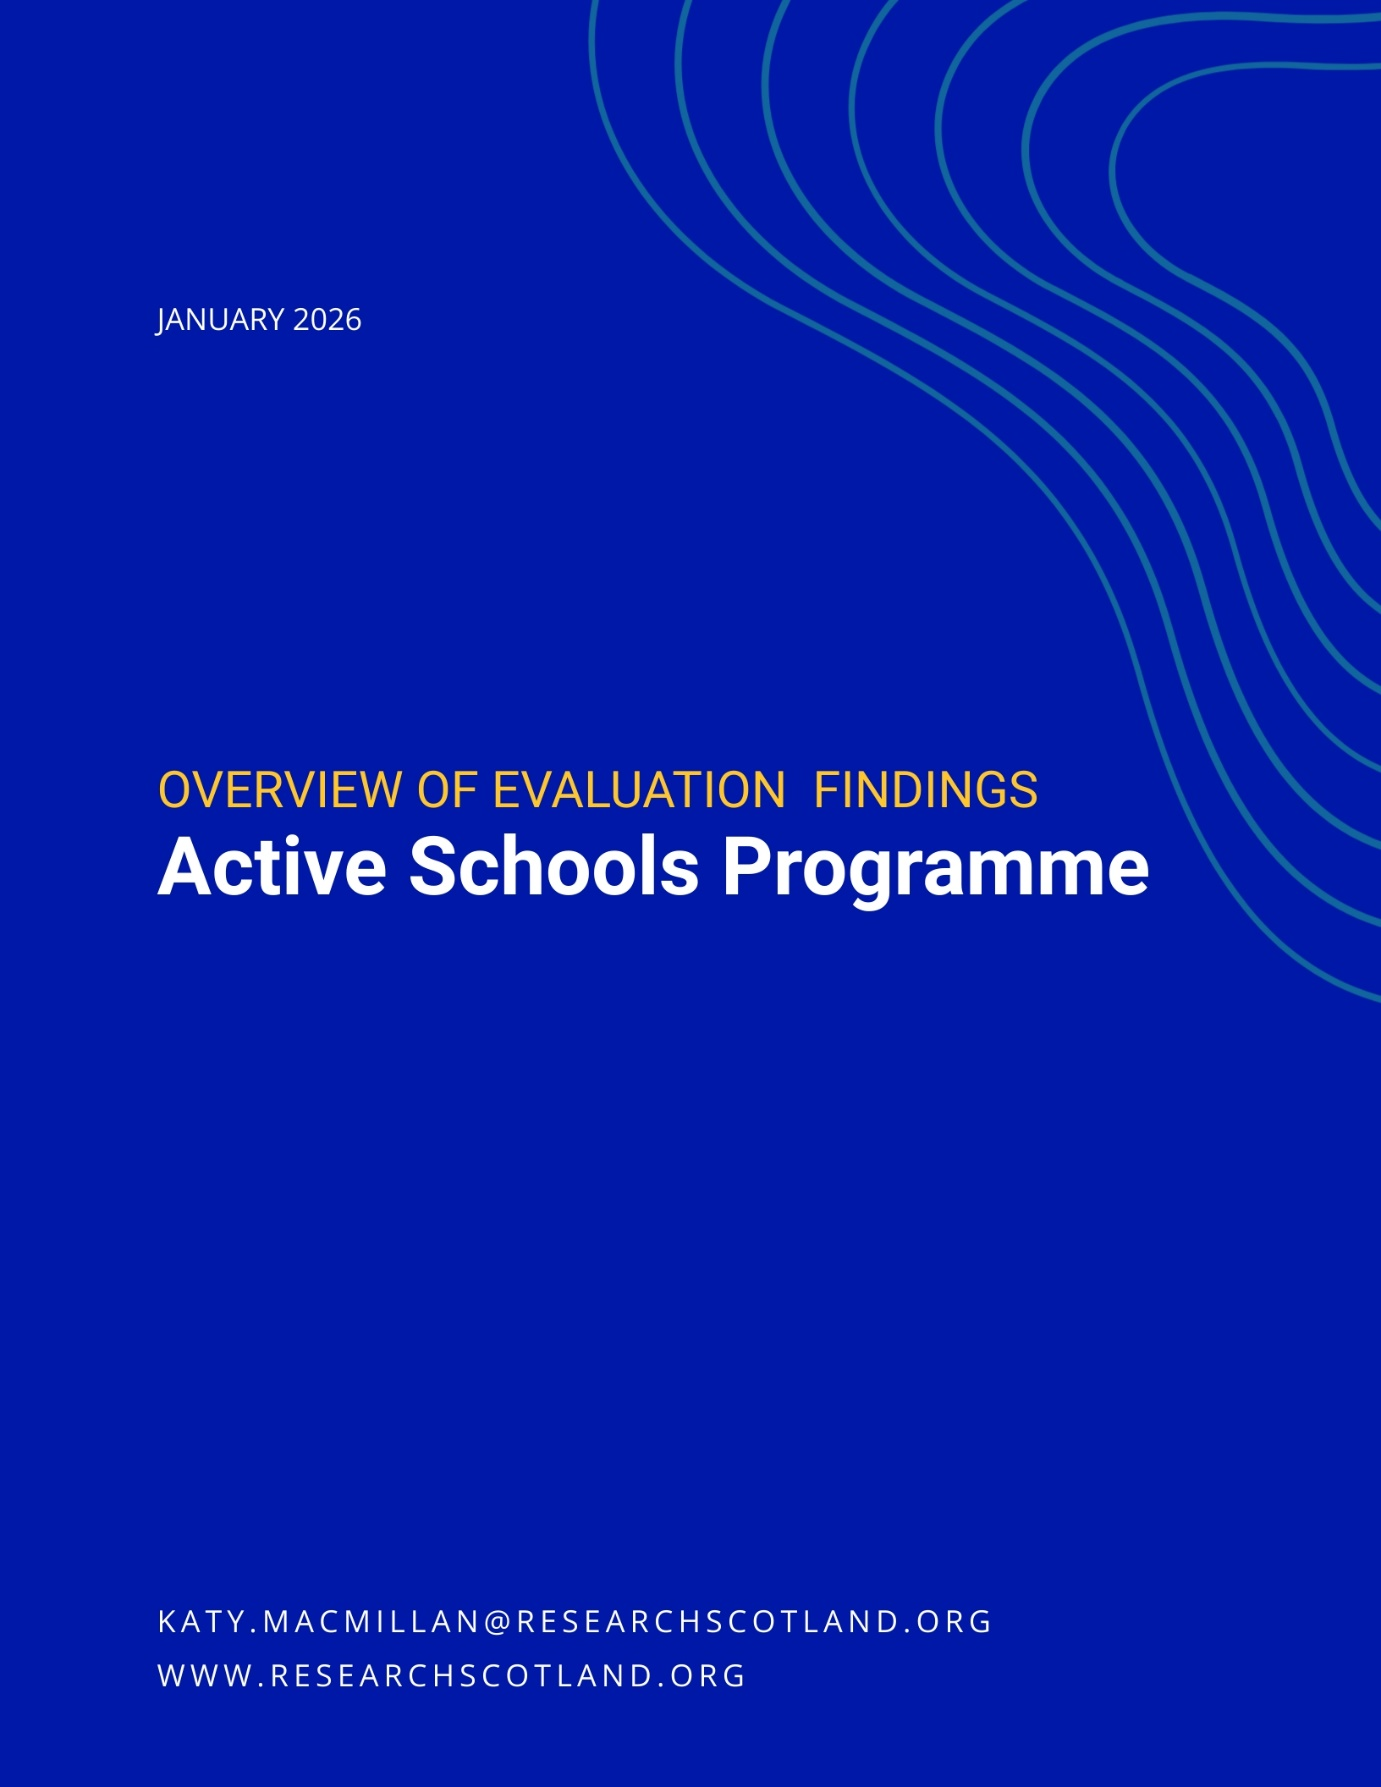 JANUARY 2026
OVERVIEW OF EVALUATION  FINDINGS
Active Schools Programme
KATY.MACMILLAN@RESEARCHSCOTLAND.ORG
WWW.RESEARCHSCOTLAND.ORG